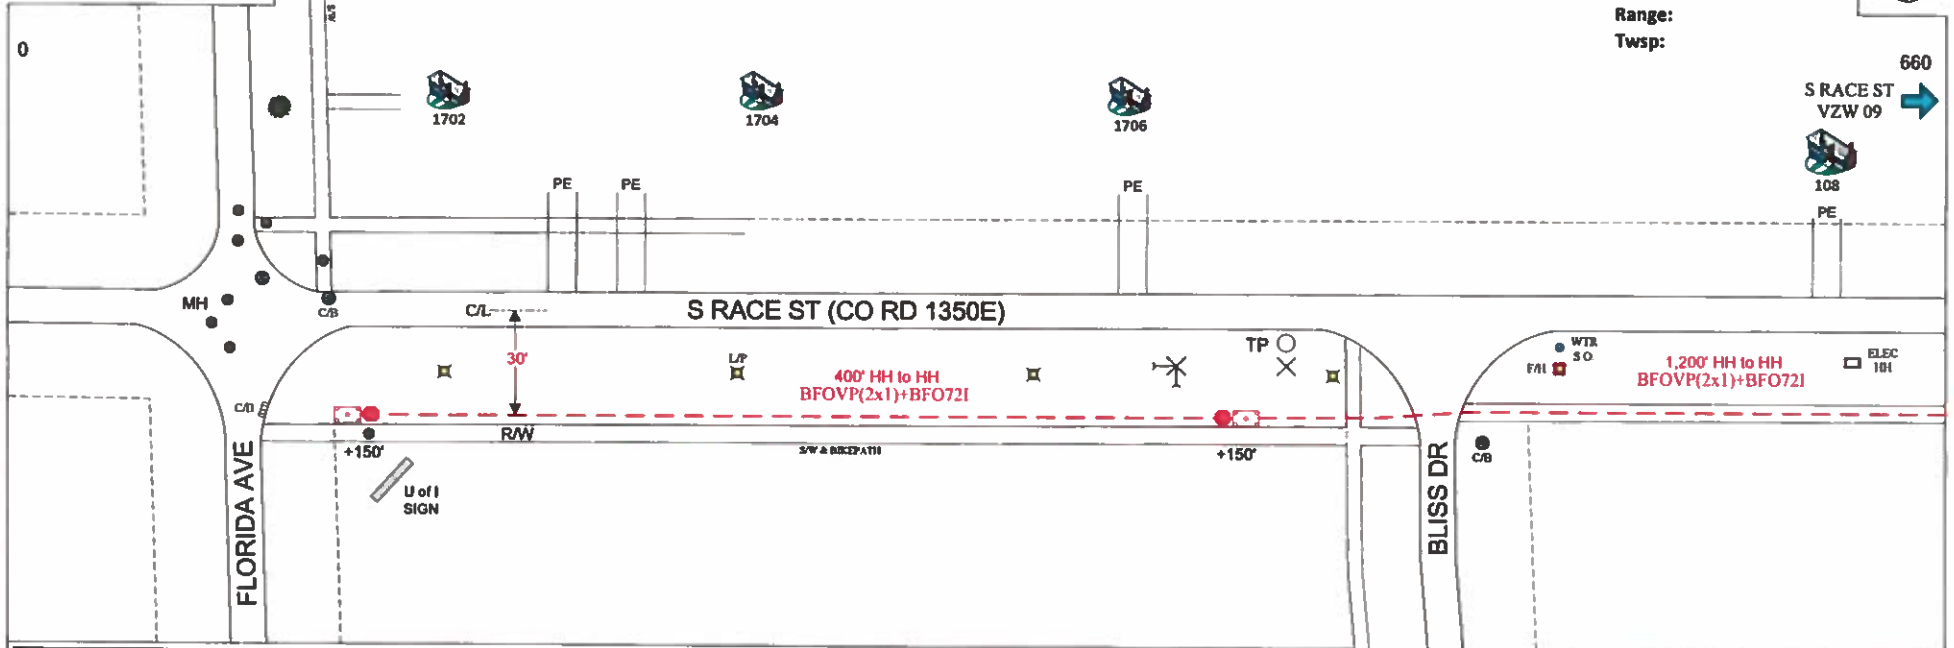 Range:
Twsp:
0
660
S RACE ST
VZW 09
S/W
1702
1704
1706
108
PE
PE
PE
PE
MH
C/B
C/L
S RACE ST (CO RD 1350E)
30'
L/P
400' HH to HH
BFOVP(2x1)+BFO72I
TP
F/H
WTR
S O
1,200' HH to HH
BFOVP(2x1)+BFO72I
ELEC
HH
R/W
S/W & BIKEPATH
+150'
+150'
C/B
U of I
SIGN
FLORIDA AVE
BLISS DR